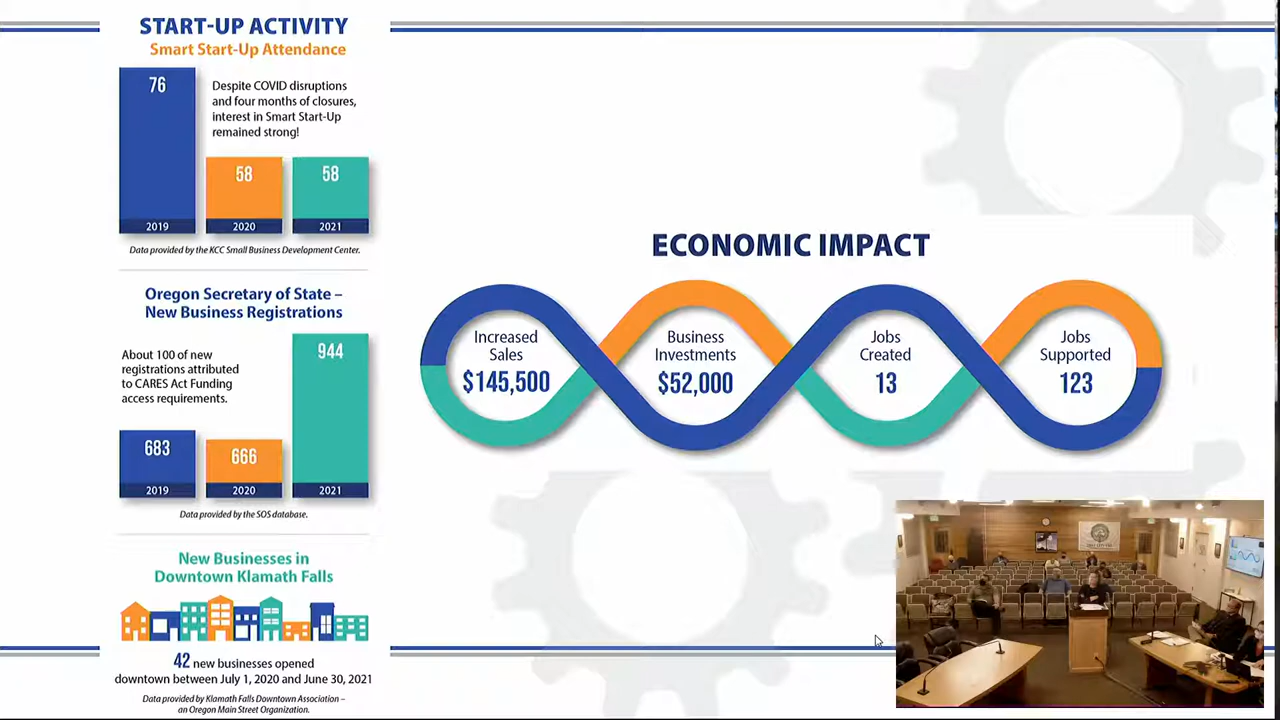 START-UP ACTIVITY
Smart Start-Up Attendance
76
Despite COVID disruptions
and four months of closures,
interest in Smart Start-Up
remained strong!
58
58
2019
2020
2021
Data provided by the KCC Small Business Development Center.
Oregon Secretary of State –
New Business Registrations
About 100 of new
registrations attributed
to CARES Act Funding
access requirements.
944
683
666
2019
2020
2021
Data provided by the SOS database.
New Businesses in
Downtown Klamath Falls
42 new businesses opened
downtown between July 1, 2020 and June 30, 2021
Data provided by Klamath Falls Downtown Association –
an Oregon Main Street Organization.
ECONOMIC IMPACT
Increased
Sales
$145,500
Business
Investments
$52,000
Jobs
Created
13
Jobs
Supported
123